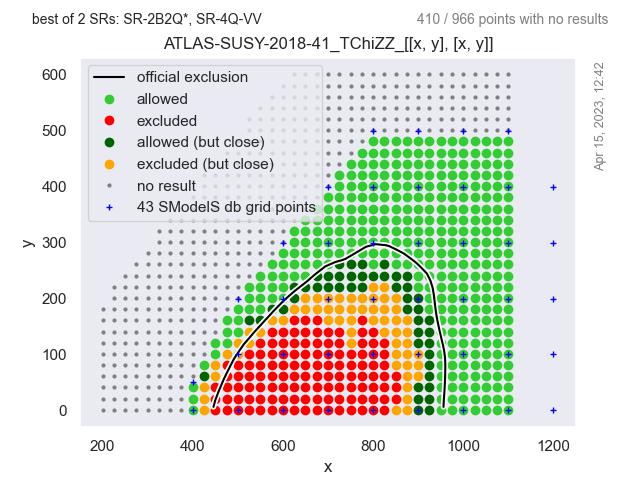 best of 2 SRs: SR-2B2Q*, SR-4Q-VV
410 / 966 points with no results
ATLAS-SUSY-2018-41_TChiZZ_[[x, y], [x, y]]
official exclusion
allowed
excluded
allowed (but close)
excluded (but close)
no result
43 SModelS db grid points
Apr 15, 2023, 12:42
y
600
500
400
300
200
100
0
200 400 600 800 1000 1200
x